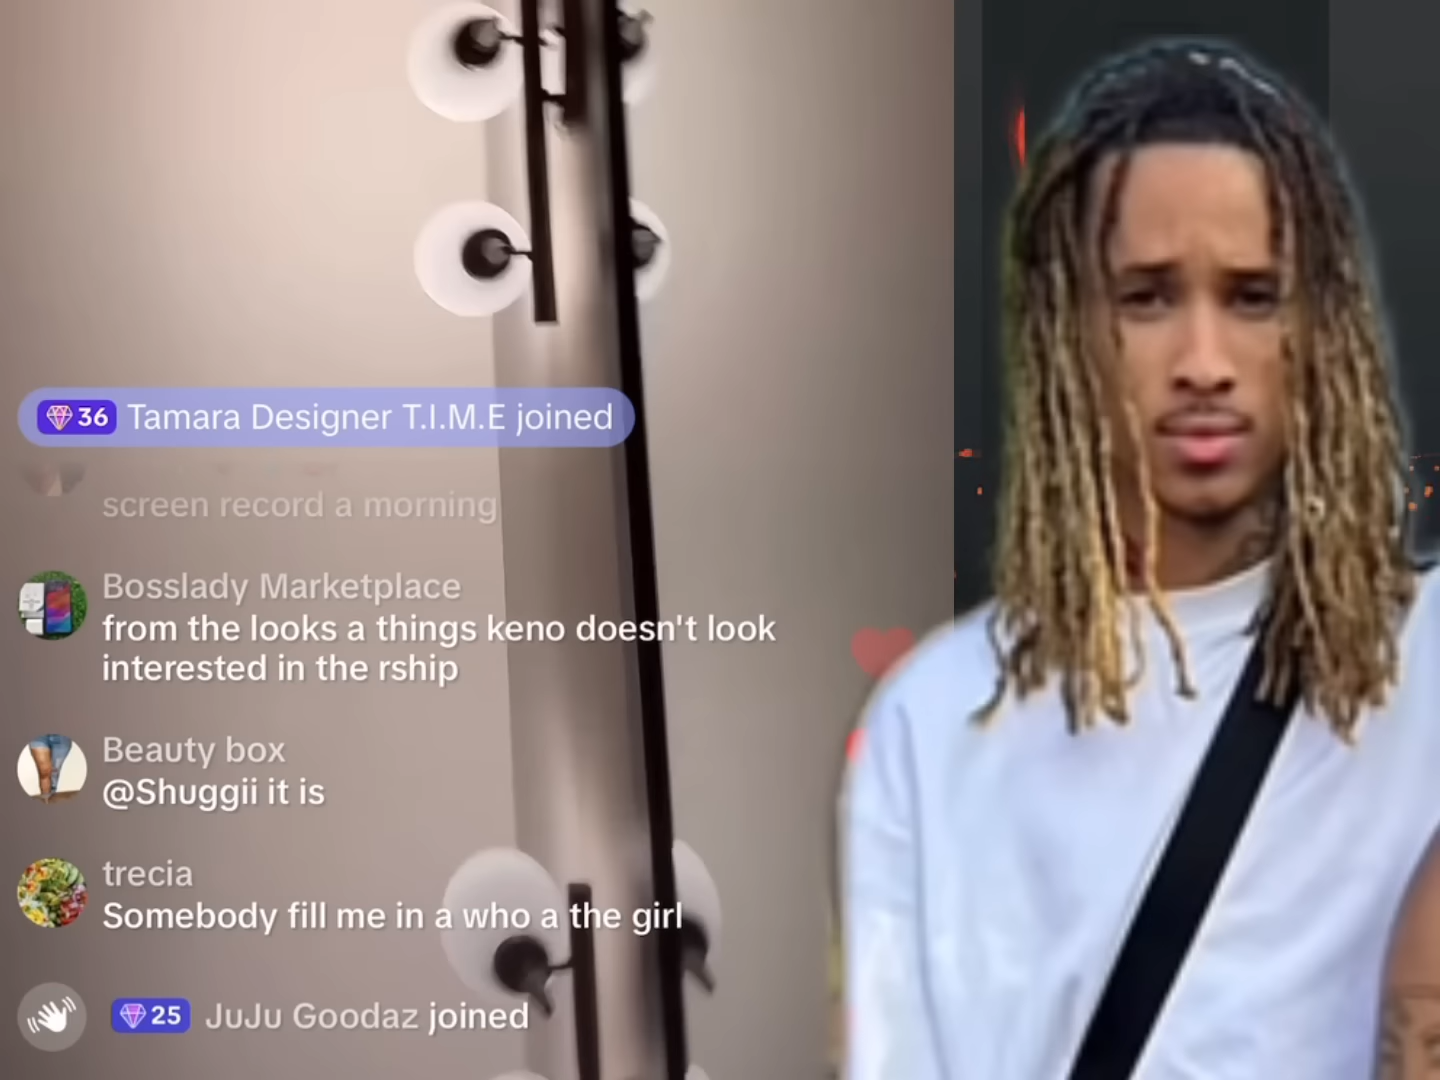 36 Tamara Designer T.I.M.E joined
screen record a morning
Bosslady Marketplace
from the looks a things keno doesn't look
interested in the rship
Beauty box
@Shuggii it is
trecia
Somebody fill me in a who a the girl
25 JuJu Goodaz joined